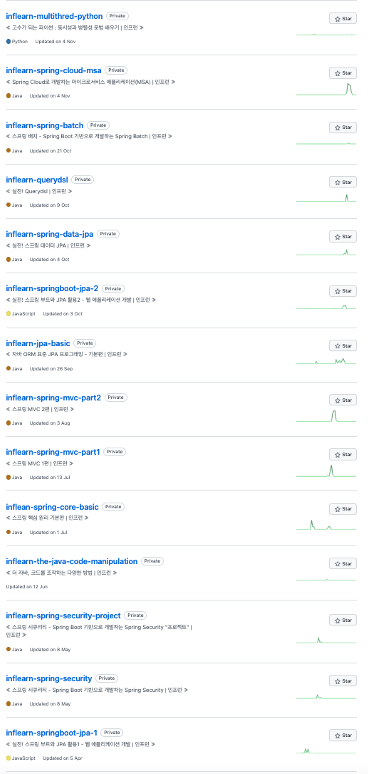 inflearn-multithred-python Private
Star
≪ 고수가 되는 파이썬 : 동시성과 병렬성 문법 배우기 | 인프런 ≫
Python Updated on 4 Nov
inflearn-spring-cloud-msa Private
Star
≪ Spring Cloud로 개발하는 마이크로서비스 애플리케이션(MSA) | 인프런 ≫
Java Updated on 4 Nov
inflearn-spring-batch Private
Star
≪ 스프링 배치 - Spring Boot 기반으로 개발하는 Spring Batch | 인프런 ≫
Java Updated on 21 Oct
inflearn-querydsl Private
Star
≪ 실전! Querydsl | 인프런 ≫
Java Updated on 9 Oct
inflearn-spring-data-jpa Private
Star
≪ 실전! 스프링 데이터 JPA | 인프런 ≫
Java Updated on 4 Oct
inflearn-springboot-jpa-2 Private
Star
≪ 실전! 스프링 부트와 JPA 활용2 - 웹 애플리케이션 개발 | 인프런 ≫
JavaScript Updated on 3 Oct
inflearn-jpa-basic Private
Star
≪ 자바 ORM 표준 JPA 프로그래밍 - 기본편 | 인프런 ≫
Java Updated on 26 Sep
inflearn-spring-mvc-part2 Private
Star
≪ 스프링 MVC 2편 | 인프런 ≫
Java Updated on 3 Aug
inflearn-spring-mvc-part1 Private
Star
≪ 스프링 MVC 1편 | 인프런 ≫
Java Updated on 13 Jul
inflean-spring-core-basic Private
Star
≪ 스프링 핵심 원리 기본편 | 인프런 ≫
Java Updated on 1 Jul
inflearn-the-java-code-manipulation Private
Star
≪ 더 자바, 코드를 조작하는 다양한 방법 | 인프런 ≫
Updated on 12 Jun
inflearn-spring-security-project Private
Star
≪ 스프링 시큐리티 - Spring Boot 기반으로 개발하는 Spring Security "프로젝트" |
인프런 ≫
Java Updated on 8 May
inflearn-spring-security Private
Star
≪ 스프링 시큐리티 - Spring Boot 기반으로 개발하는 Spring Security | 인프런 ≫
Java Updated on 6 May
inflearn-springboot-jpa-1 Private
Star
≪ 실전! 스프링 부트와 JPA 활용1 - 웹 애플리케이션 개발 | 인프런 ≫
JavaScript Updated on 5 Apr